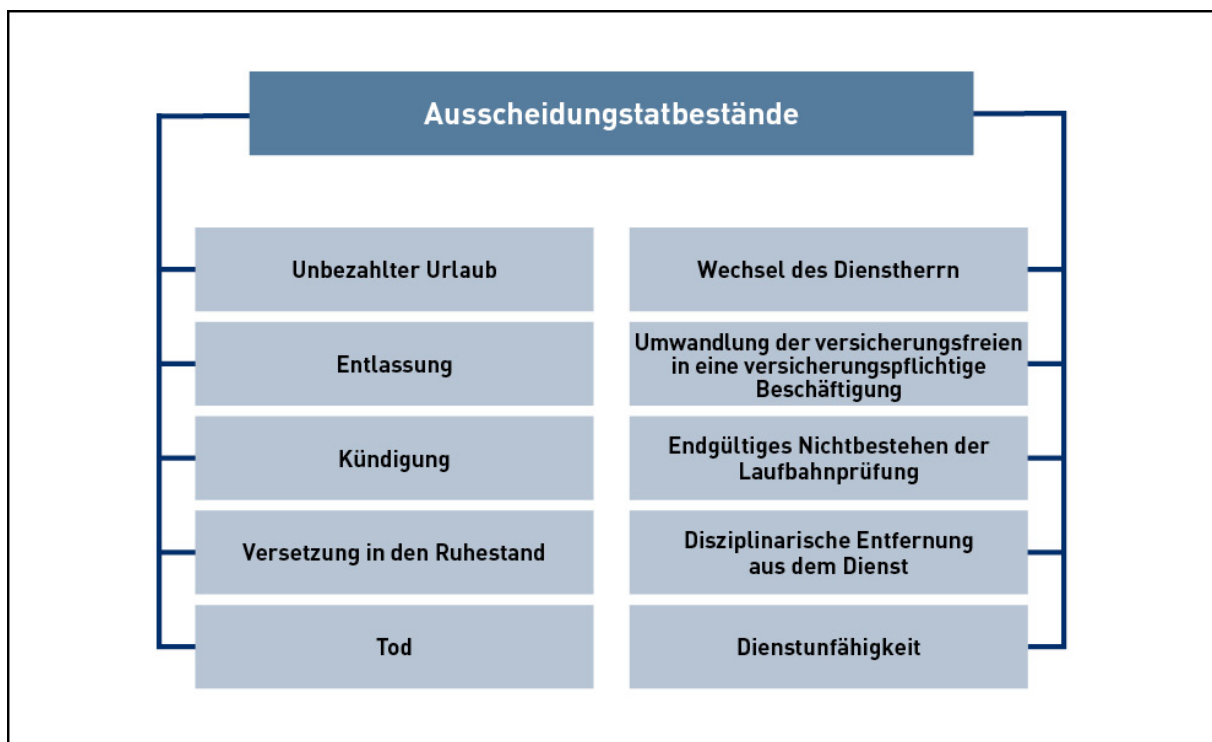 Ausscheidungstatbestände
Unbezahlter Urlaub
Entlassung
Kündigung
Versetzung in den Ruhestand
Tod
Wechsel des Dienstherrn
Umwandlung der versicherungsfreien
in eine versicherungspflichtige
Beschäftigung
Endgültiges Nichtbestehen der
Laufbahnprüfung
Disziplinarische Entfernung
aus dem Dienst
Dienstunfähigkeit